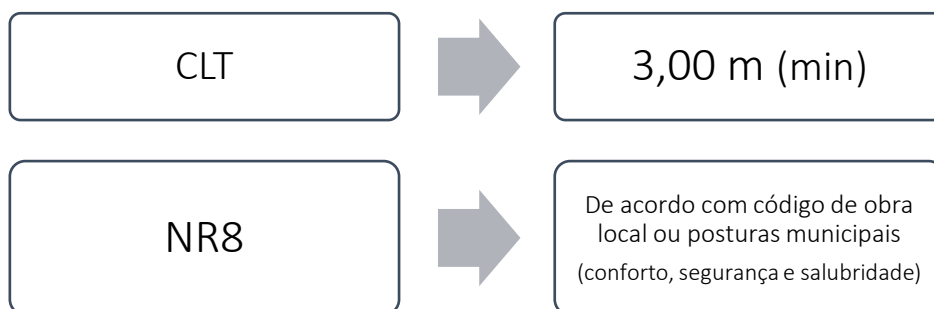 CLT
3,00 m (min)
NR8
De acordo com código de obra
local ou posturas municipais
(conforto, segurança e salubridade)